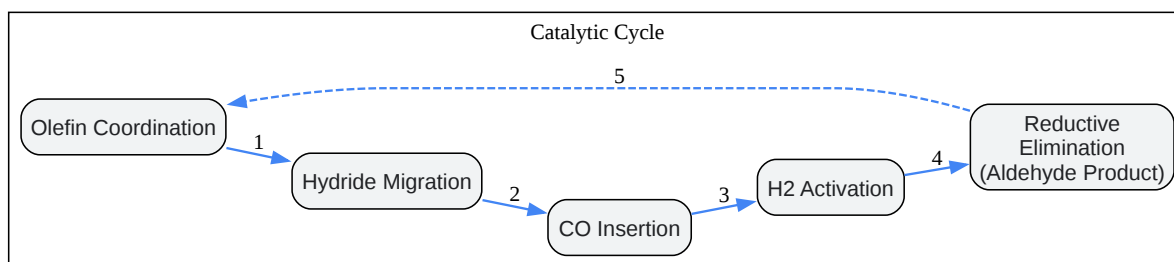 Catalytic Cycle
5
Olefin Coordination
1
Hydride Migration
2
CO Insertion
3
H2 Activation
4
Reductive
Elimination
(Aldehyde Product)